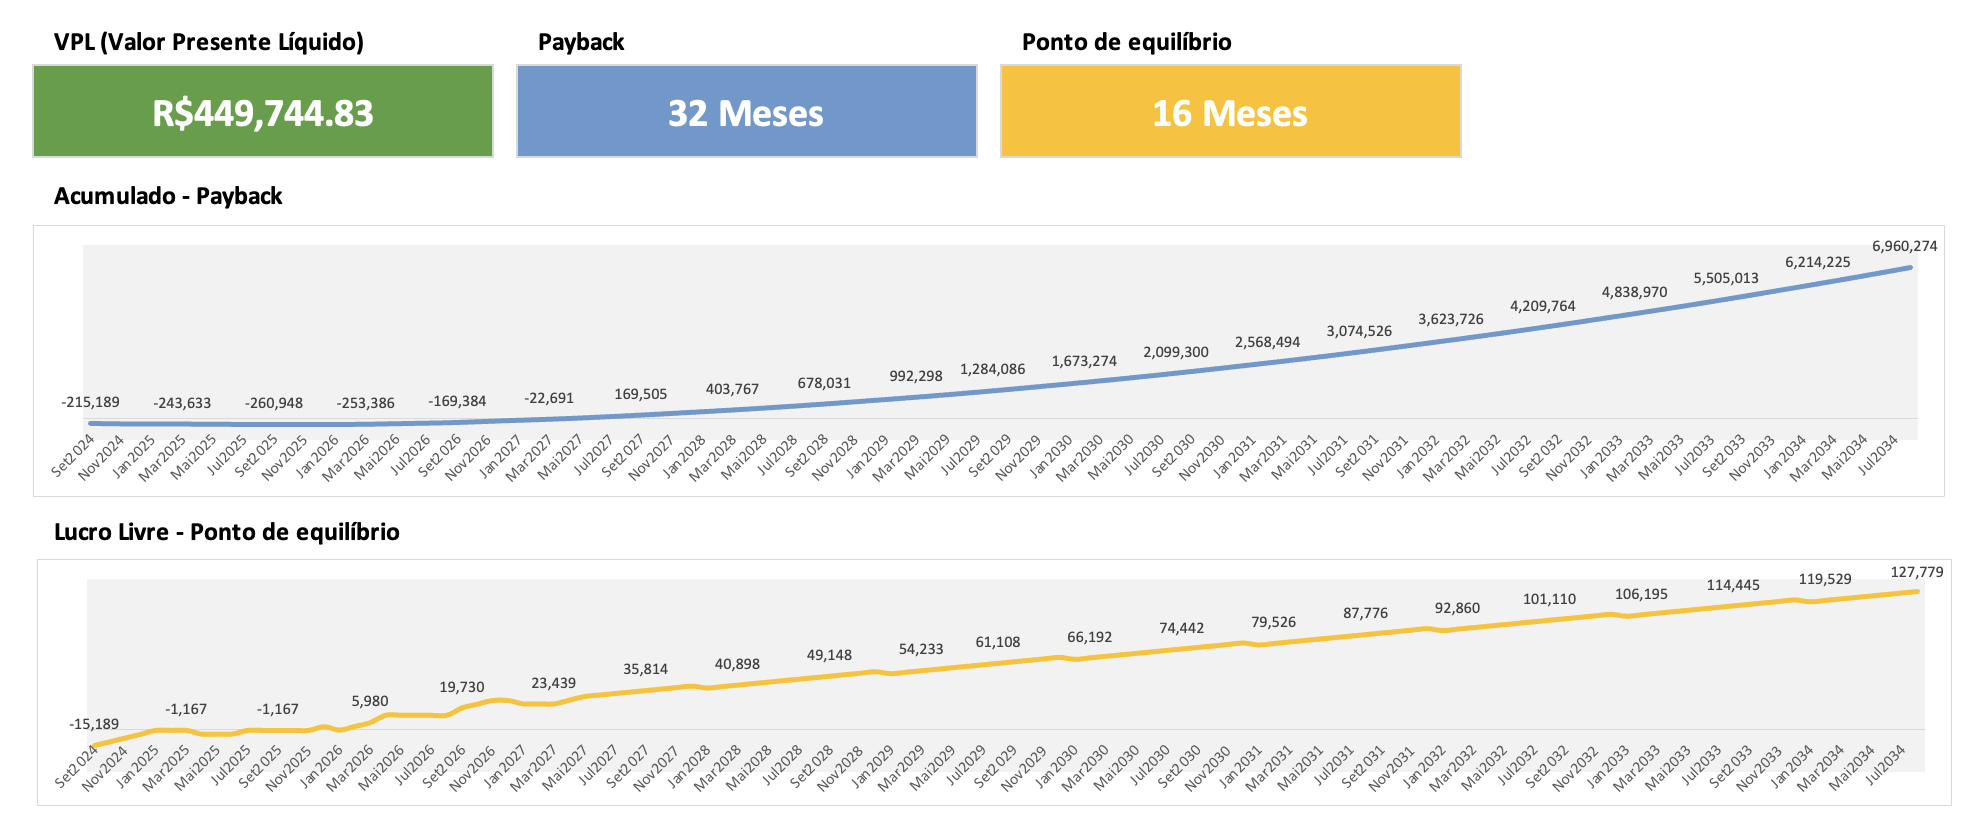 VPL (Valor Presente Líquido)
Payback
Ponto de equilíbrio
R$449,744.83
32 Meses
16 Meses
Acumulado - Payback
-215,189 -243,633 -260,948 -253,386 -169,384 -22,691 169,505 403,767 678,031 992,298 1,284,086 1,673,274 2,099,300 2,568,494 3,074,526 3,623,726 4,209,764 4,838,970 5,505,013 6,214,225 6,960,274
Set2024 Nov2024 Jan2025 Mar2025 Mai2025 Jul2025 Set2025 Nov2025 Jan2026 Mar2026 Mai2026 Jul2026 Set2026 Nov2026 Jan2027 Mar2027 Mai2027 Jul2027 Set2027 Nov2027 Jan2028 Mar2028 Mai2028 Jul2028 Set2028 Nov2028 Jan2029 Mar2029 Mai2029 Jul2029 Set2029 Nov2029 Jan2030 Mar2030 Mai2030 Jul2030 Set2030 Nov2030 Jan2031 Mar2031 Mai2031 Jul2031 Set2031 Nov2031 Jan2032 Mar2032 Mai2032 Jul2032 Set2032 Nov2032 Jan2033 Mar2033 Mai2033 Jul2033 Set2033 Nov2033 Jan2034 Mar2034 Mai2034 Jul2034
Lucro Livre - Ponto de equilíbrio
-15,189 -1,167 -1,167 5,980 19,730 23,439 35,814 40,898 49,148 54,233 61,108 66,192 74,442 79,526 87,776 92,860 101,110 106,195 114,445 119,529 127,779
Set2024 Nov2024 Jan2025 Mar2025 Mai2025 Jul2025 Set2025 Nov2025 Jan2026 Mar2026 Mai2026 Jul2026 Set2026 Nov2026 Jan2027 Mar2027 Mai2027 Jul2027 Set2027 Nov2027 Jan2028 Mar2028 Mai2028 Jul2028 Set2028 Nov2028 Jan2029 Mar2029 Mai2029 Jul2029 Set2029 Nov2029 Jan2030 Mar2030 Mai2030 Jul2030 Set2030 Nov2030 Jan2031 Mar2031 Mai2031 Jul2031 Set2031 Nov2031 Jan2032 Mar2032 Mai2032 Jul2032 Set2032 Nov2032 Jan2033 Mar2033 Mai2033 Jul2033 Set2033 Nov2033 Jan2034 Mar2034 Mai2034 Jul2034